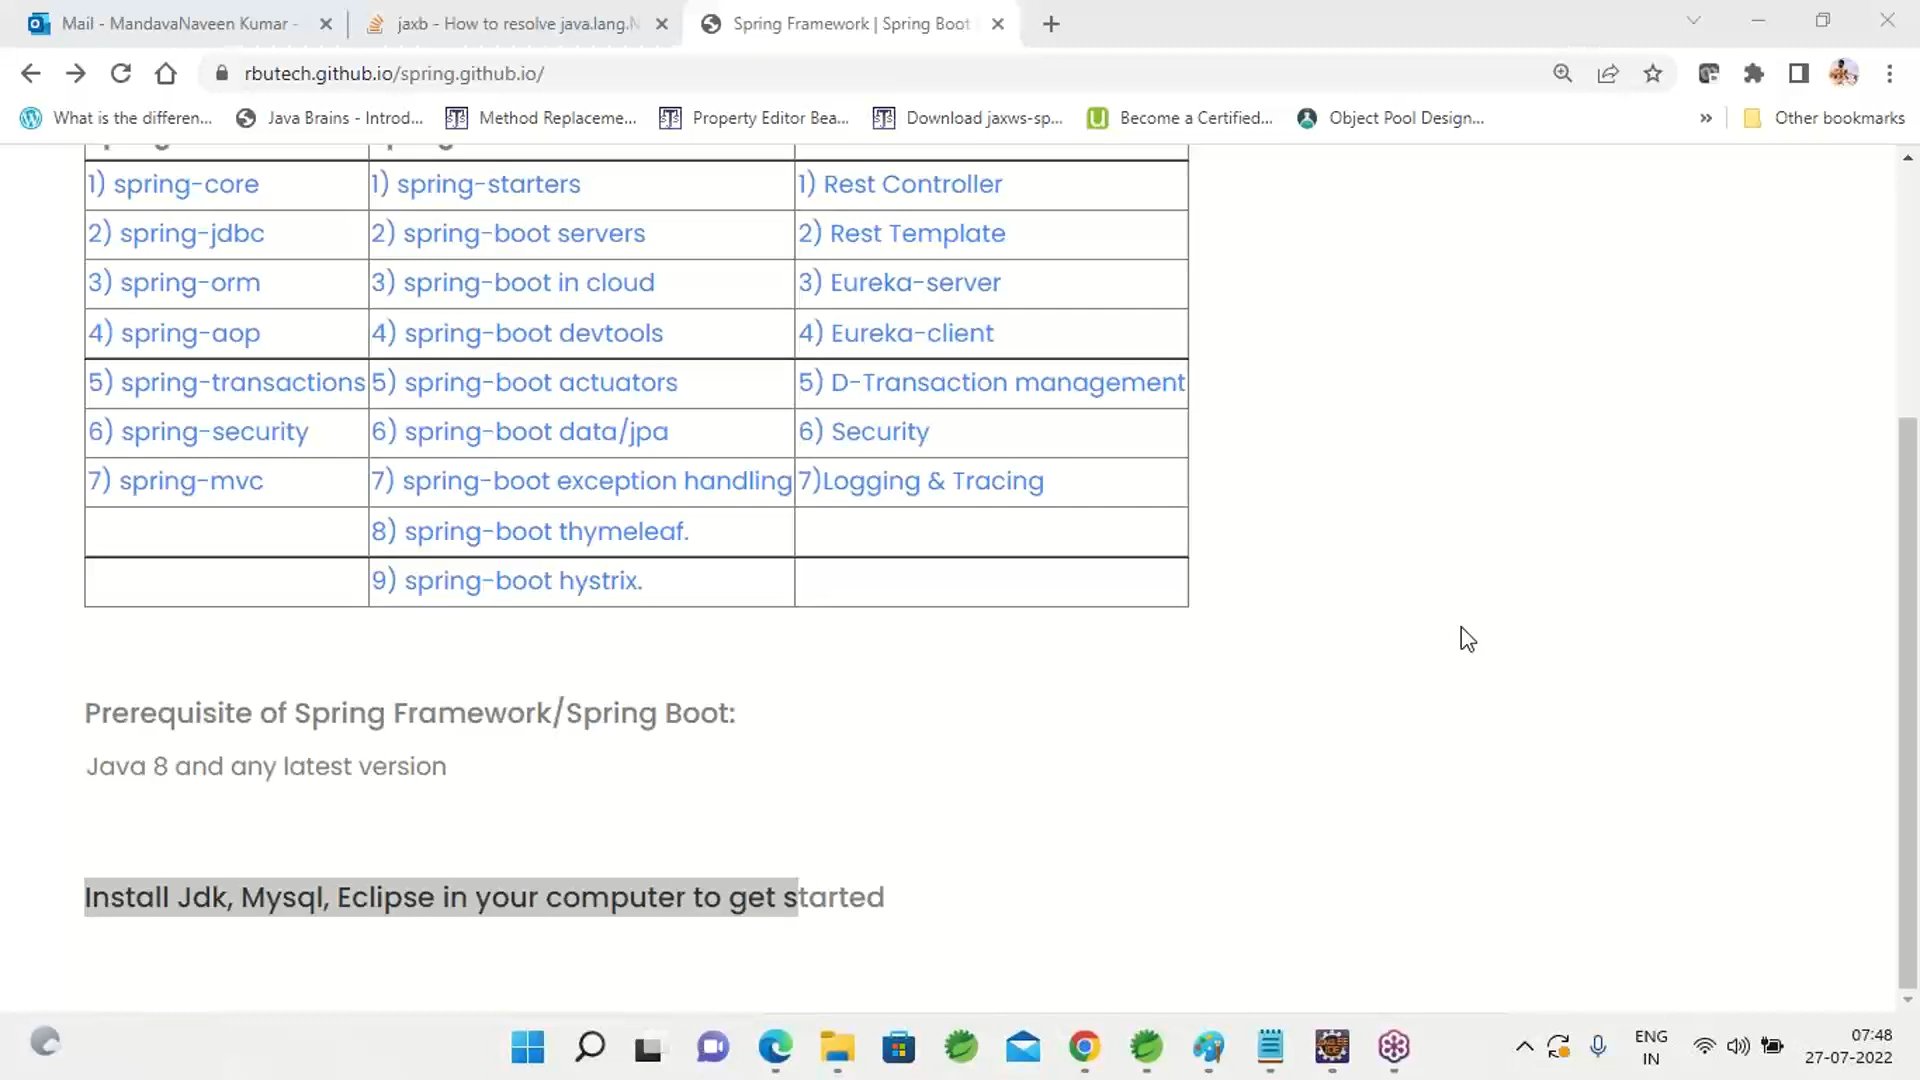 Mail - MandavaNaveen Kumar -
jaxb - How to resolve java.lang.N
Spring Framework | Spring Boot
rbutech.github.io/spring.github.io/
What is the differen...
Java Brains - Introd...
Method Replaceme...
Property Editor Bea...
Download jaxws-sp...
Become a Certified...
Object Pool Design...
»
Other bookmarks
1) spring-core 1) spring-starters 1) Rest Controller
2) spring-jdbc 2) spring-boot servers 2) Rest Template
3) spring-orm 3) spring-boot in cloud 3) Eureka-server
4) spring-aop 4) spring-boot devtools 4) Eureka-client
5) spring-transactions 5) spring-boot actuators 5) D-Transaction management
6) spring-security 6) spring-boot data/jpa 6) Security
7) spring-mvc 7) spring-boot exception handling 7)Logging & Tracing
8) spring-boot thymeleaf.
9) spring-boot hystrix.
Prerequisite of Spring Framework/Spring Boot:
Java 8 and any latest version
Install Jdk, Mysql, Eclipse in your computer to get started
ENG
IN
07:48
27-07-2022